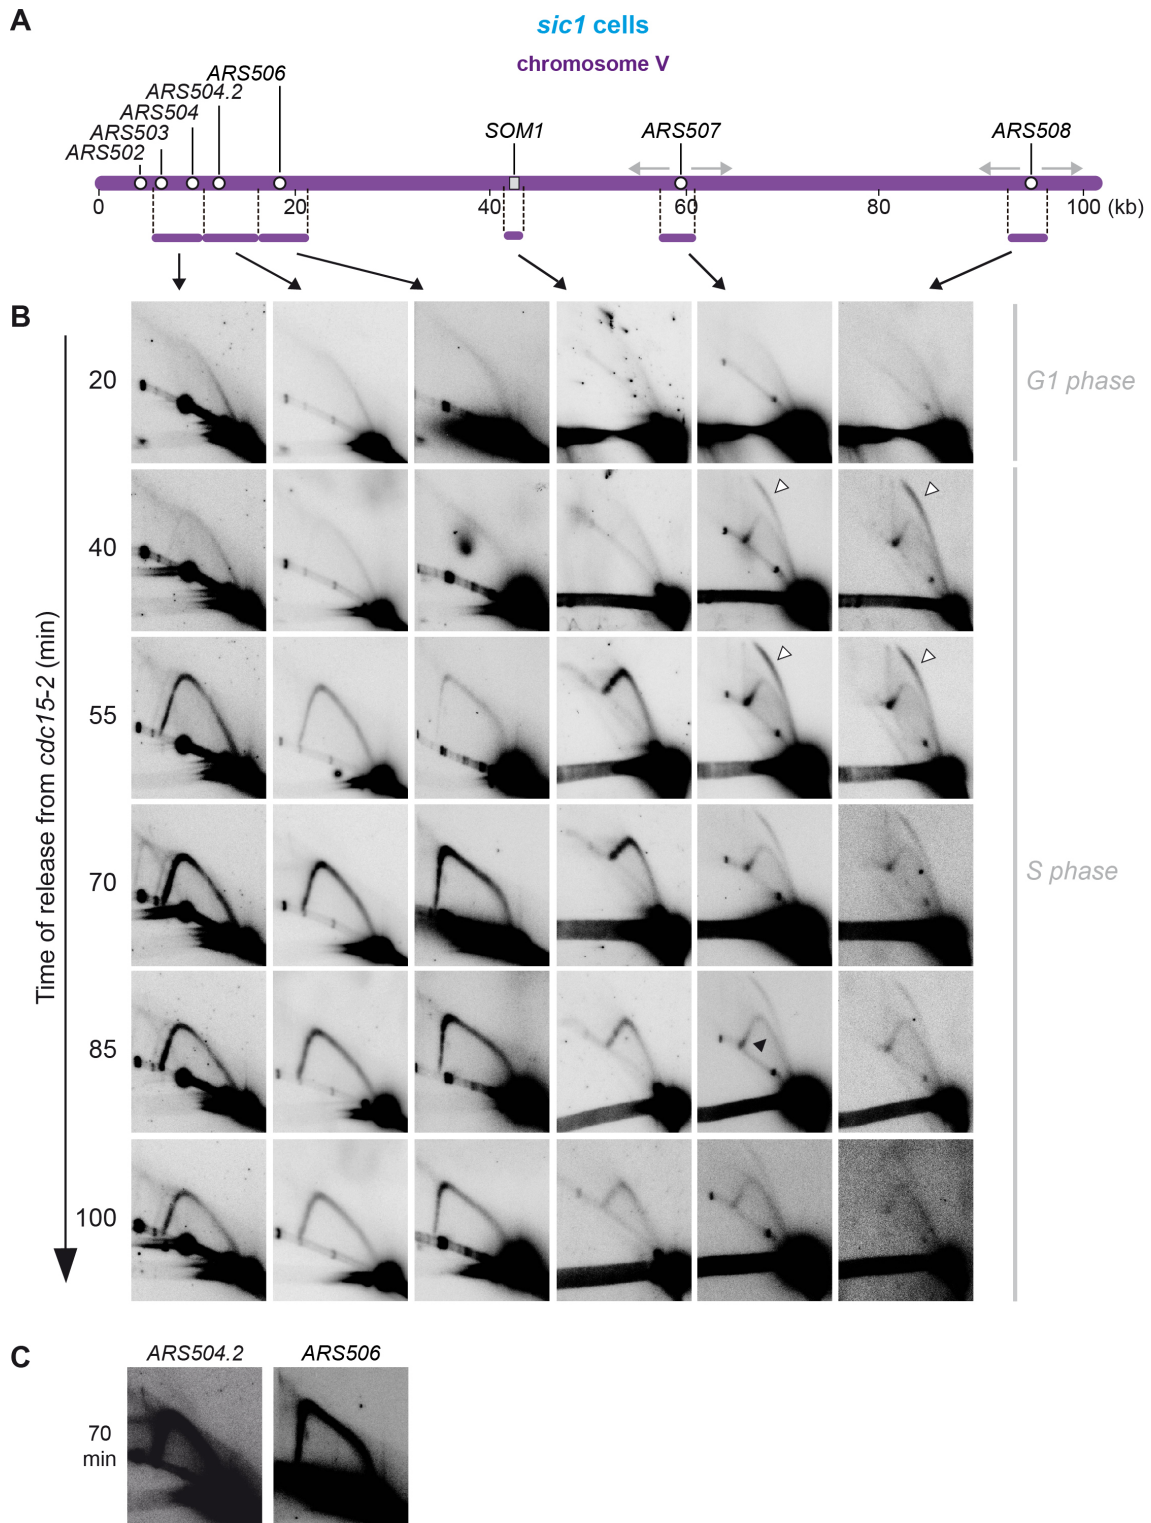 A
sic1 cells
chromosome V
ARS506
ARS504.2
ARS504
ARS503
ARS502
SOM1
ARS507
ARS508
0
20
40
60
80
100 (kb)
B
Time of release from cdc15-2 (min)
20
G1 phase
40
55
70
S phase
85
100
C
ARS504.2
ARS506
70
min